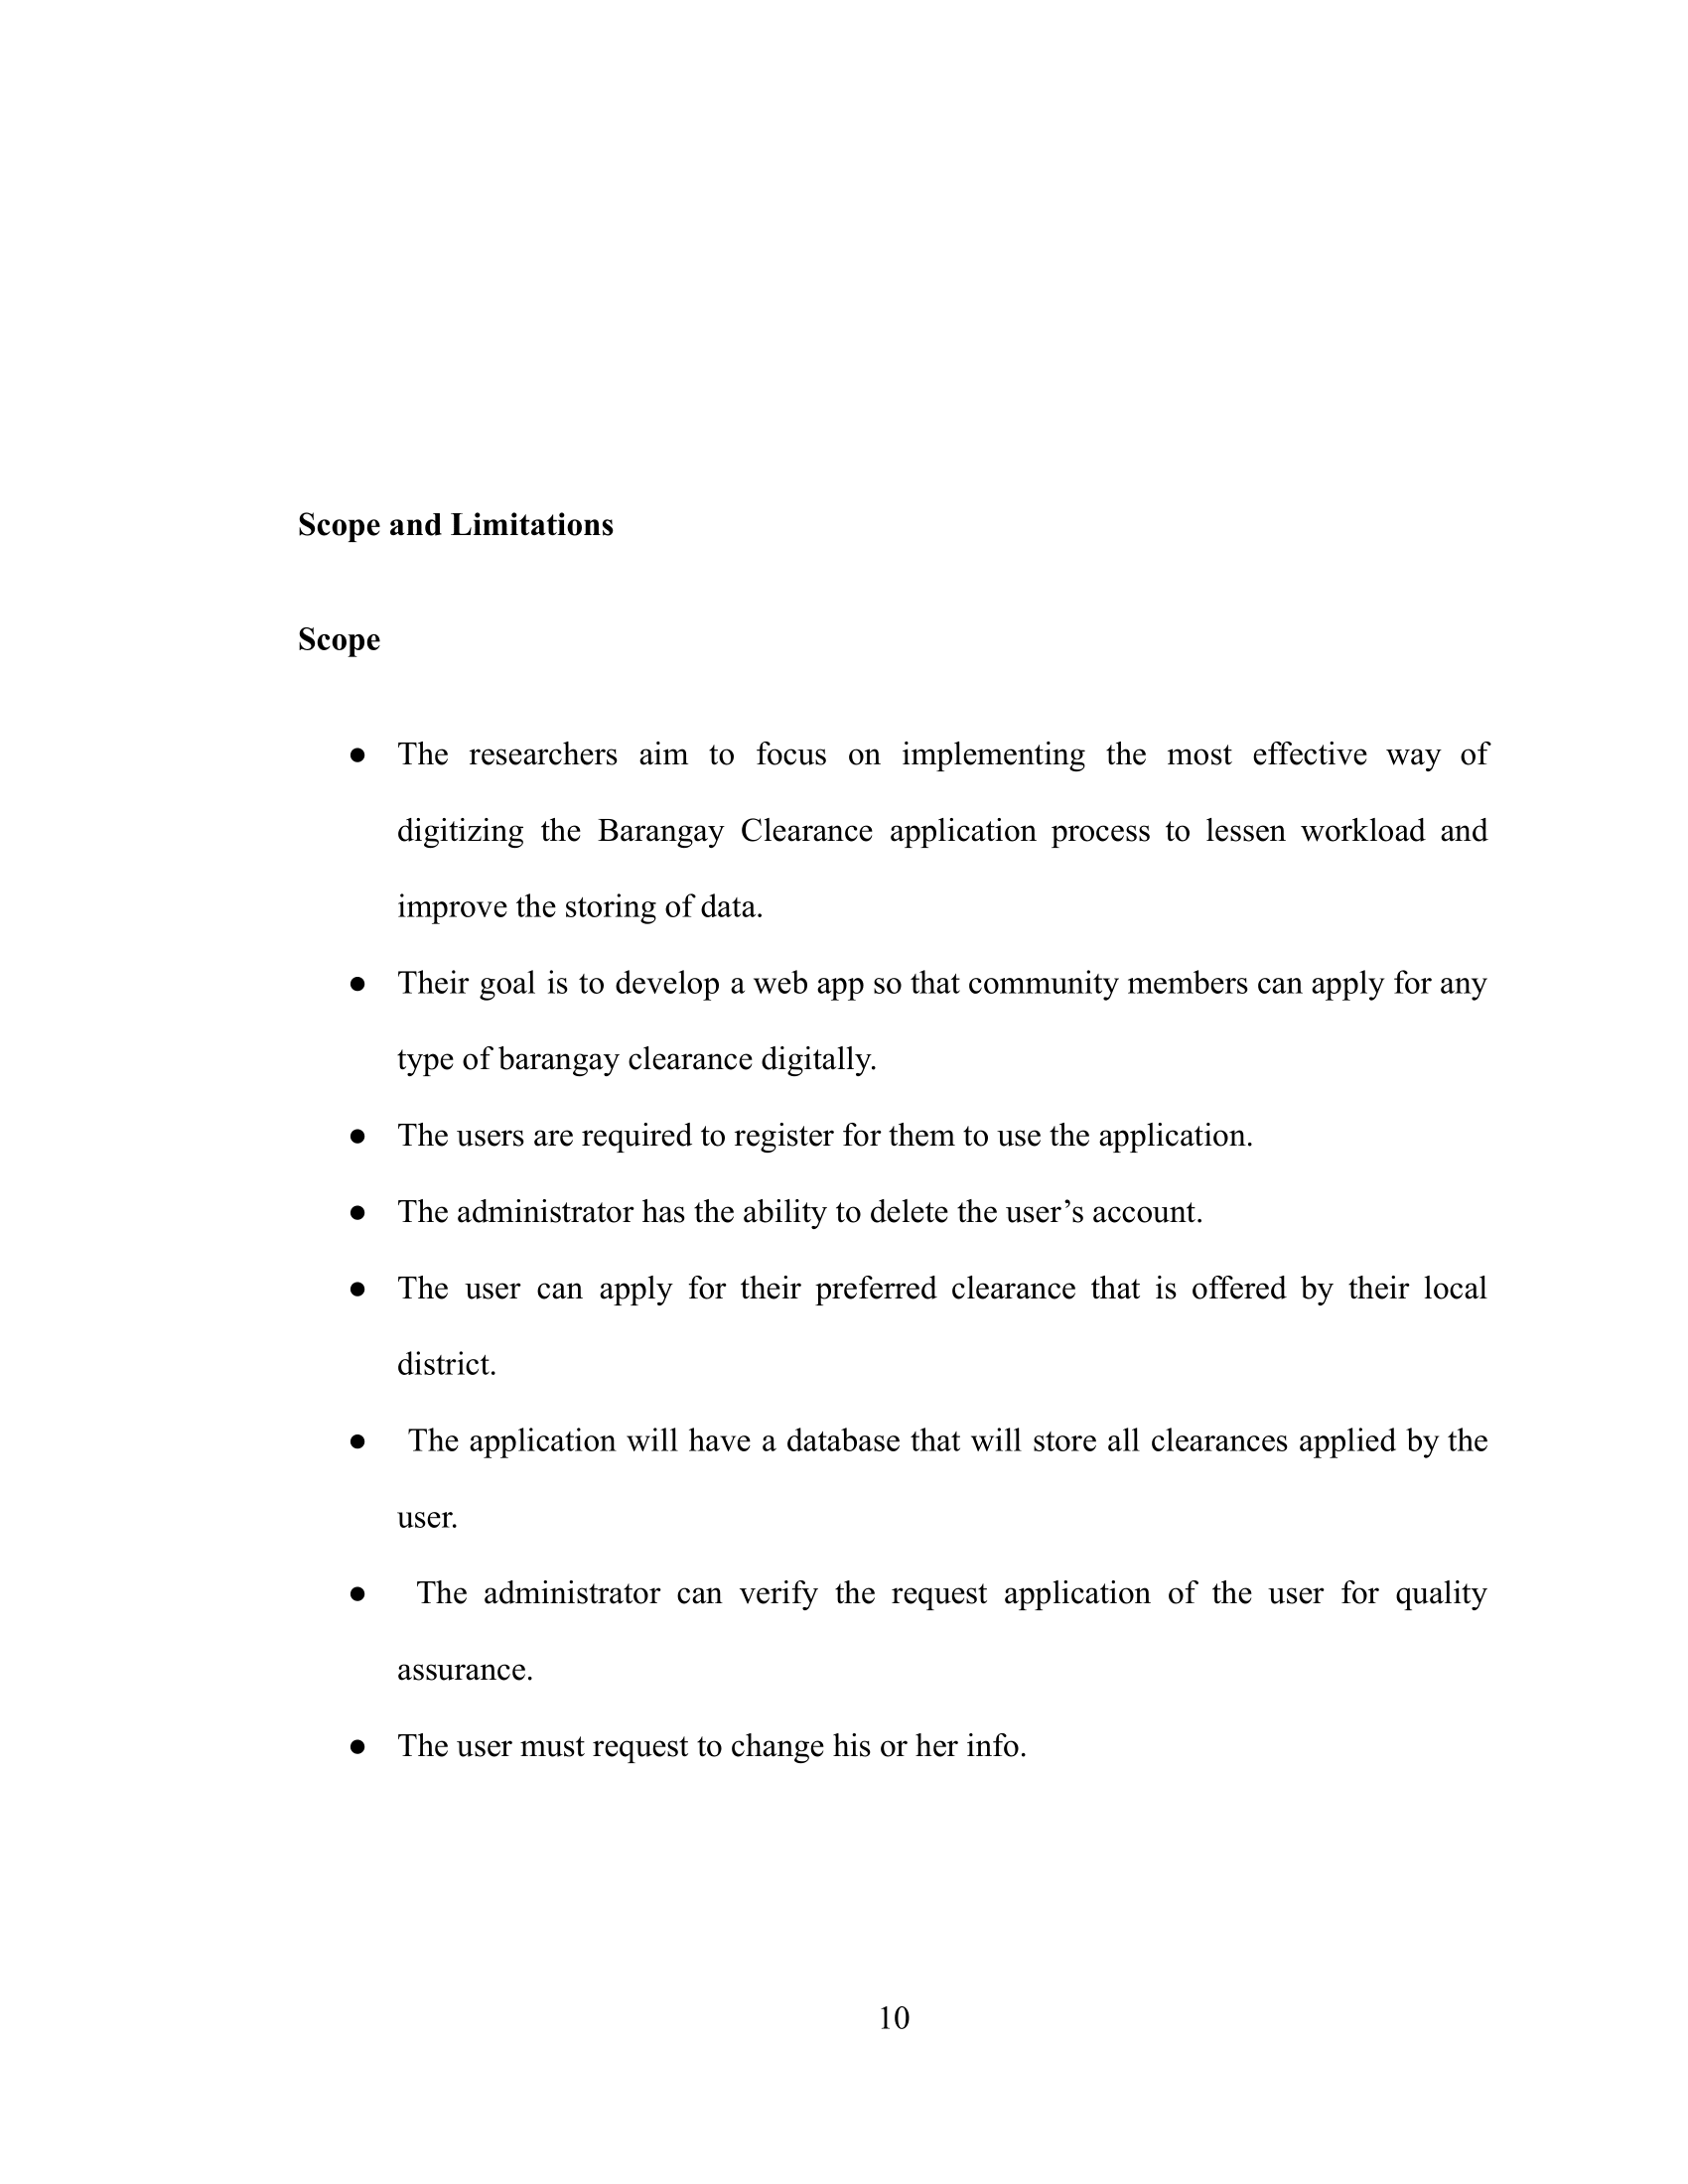 Scope and Limitations
Scope
● The researchers aim to focus on implementing the most effective way of
digitizing the Barangay Clearance application process to lessen workload and
improve the storing of data.
● Their goal is to develop a web app so that community members can apply for any
type of barangay clearance digitally.
● The users are required to register for them to use the application.
● The administrator has the ability to delete the user’s account.
● The user can apply for their preferred clearance that is offered by their local
district.
● The application will have a database that will store all clearances applied by the
user.
● The administrator can verify the request application of the user for quality
assurance.
● The user must request to change his or her info.
10